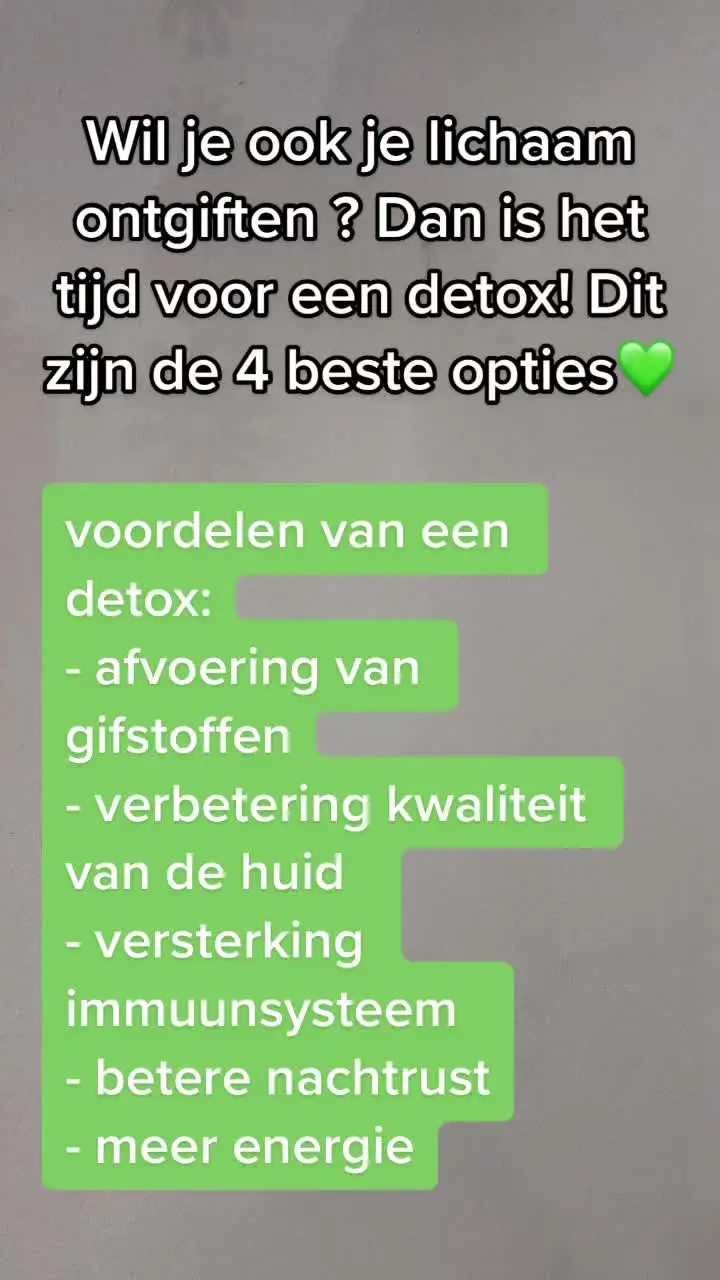 Wil je ook je lichaam
ontgiften ? Dan is het
tijd voor een detox! Dit
zijn de 4 beste opties💚
voordelen van een
detox:
- afvoering van
gifstoffen
- verbetering kwaliteit
van de huid
- versterking
immuunsysteem
- betere nachtrust
- meer energie